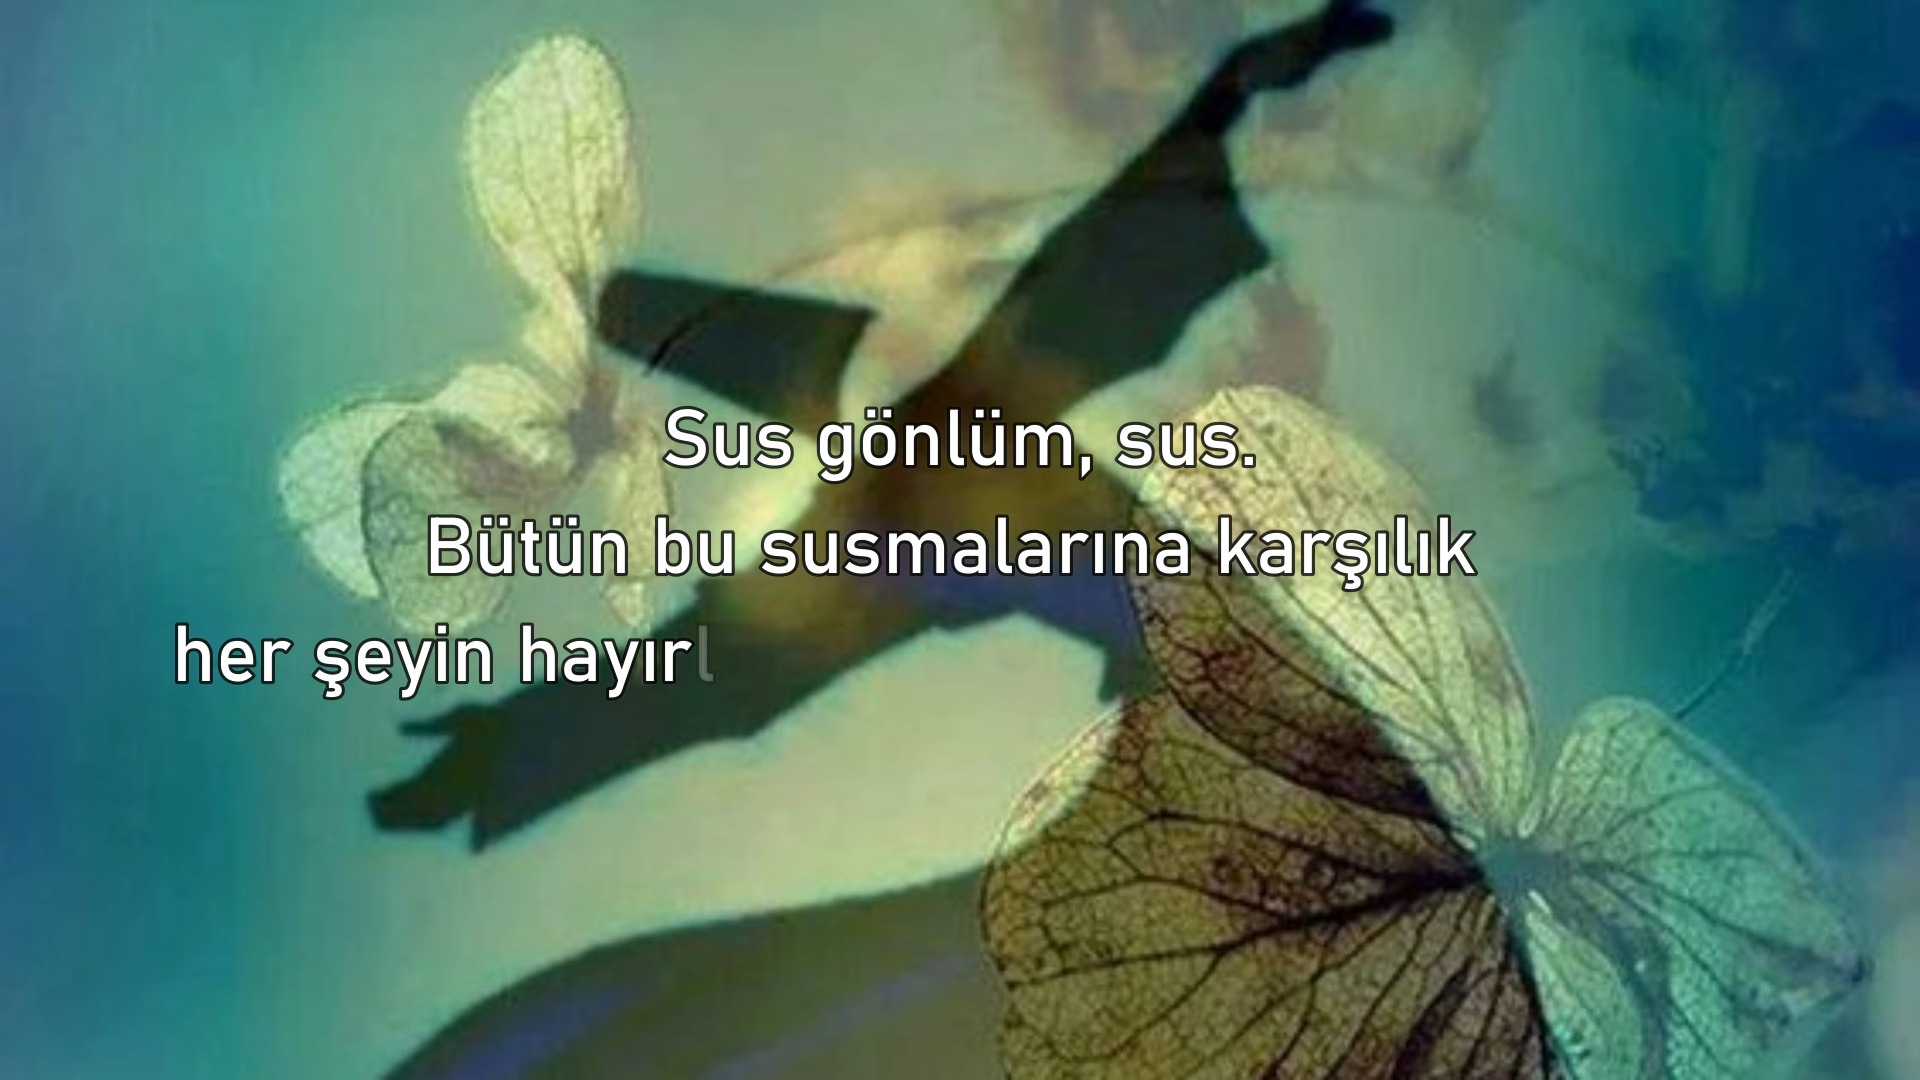 Sus gönlüm, sus.
Bütün bu susmalarına karşılık
her şeyin hayırl